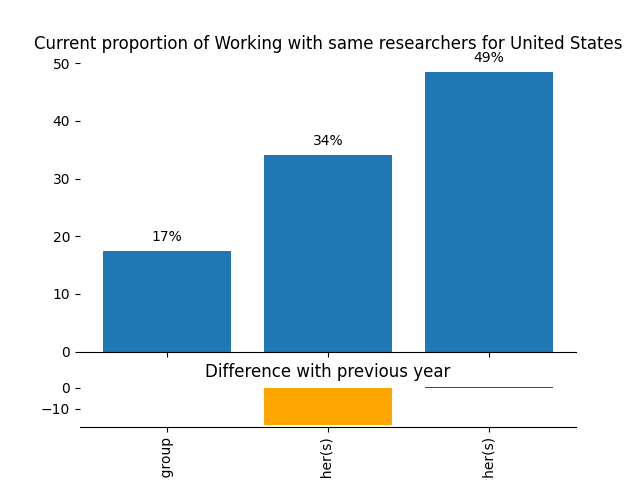 Current proportion of Working with same researchers for United States
50
49%
40
34%
30
20
17%
10
0
Difference with previous year
0
−10
group
her(s)
her(s)